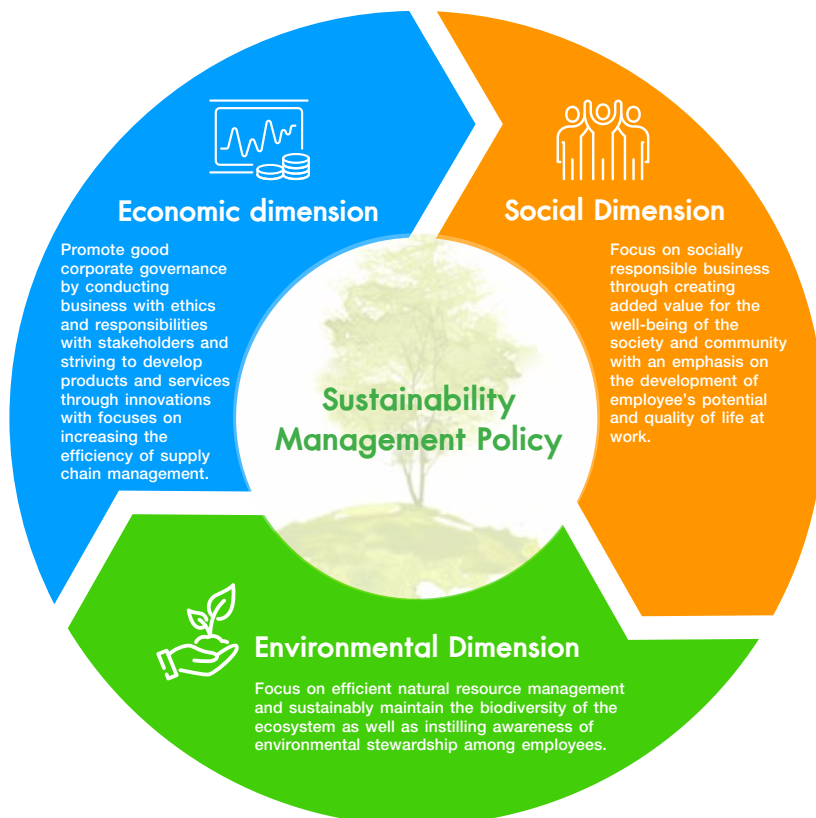 Economic dimension
Promote good
corporate governance
by conducting
business with ethics
and responsibilities
with stakeholders and
striving to develop
products and services
through innovations
with focuses on
increasing the
efficiency of supply
chain management.
Social Dimension
Focus on socially
responsible business
through creating
added value for the
well-being of the
society and community
with an emphasis on
the development of
employee's potential
and quality of life at
work.
Sustainability
Management Policy
Environmental Dimension
Focus on efficient natural resource management
and sustainably maintain the biodiversity of the
ecosystem as well as instilling awareness of
environmental stewardship among employees.